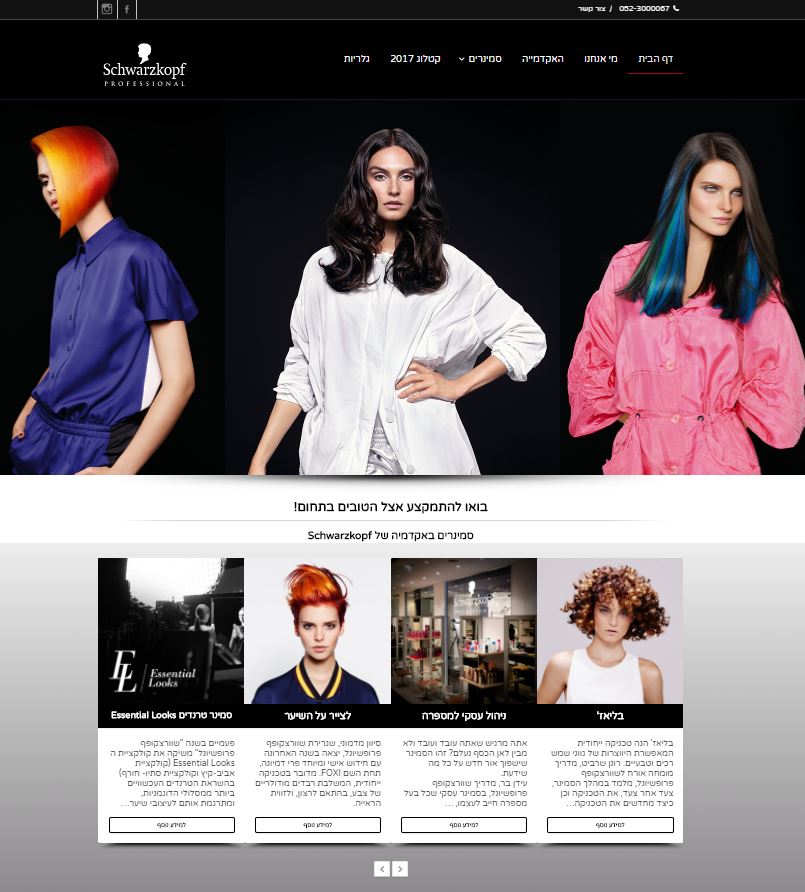 052-3000067 / צור קשר
Schwarzkopf
PROFESSIONAL
דף הבית
מי אנחנו
האקדמייה
סמינרים
קטלוג 2017
גלריות
בואו להתמקצע אצל הטובים בתחום!
סמינרים באקדמיה של Schwarzkopf
Schwarzkopf
PROFESSIONAL
EL Essential
Looks
בליאז'
בליאז' הנה טכניקה ייחודית
המאפשרת היווצרות של גווני שמש
רכים וטבעיים. רונן שרביט, מדריך
מומחה אורח לשוורצקופף
פרופשיונל, מלמד במהלך הסמינר,
צעד אחר צעד, את הטכניקה וכן
כיצד מחדשים את הטכניקה...
למידע נוסף
ניהול עסקי למספרה
אתה מרגיש שאתה עובד ועובד ולא
מבין לאן הכסף נעלם? זהו הסמינר
שישפוך אור חדש על כל מה
שידעת.
עידן בר, מדריך שוורצקופף
פרופשיונל, בסמינר עסקי שכל בעל
מספרה חייב לעצמו, ...
למידע נוסף
לצייר על השיער
סיוון מדמוני, שגרירת שוורצקופף
פרופשיונל, יצאה בשנה האחרונה
עם חידוש אישי ומיוחד פרי דמיונה,
תחת השם FOXI. מדובר בטכניקה
ייחודית, המשלבת רבדים מודולריים
של צבע, בהתאם לרצון, ולזווית
הראייה.
למידע נוסף
סמינר טרנדים Essential Looks
פעמיים בשנה "שוורצקופף
פרופשיונל" משיקה את קולקציית ה
Essential Looks (קולקציית
אביב-קיץ וקולקציית סתיו- חורף)
בהשראת הטרנדים העכשוויים
ביותר ממסלולי הדוגמניות,
ומתרגמת אותם לעיצובי שיער...
למידע נוסף